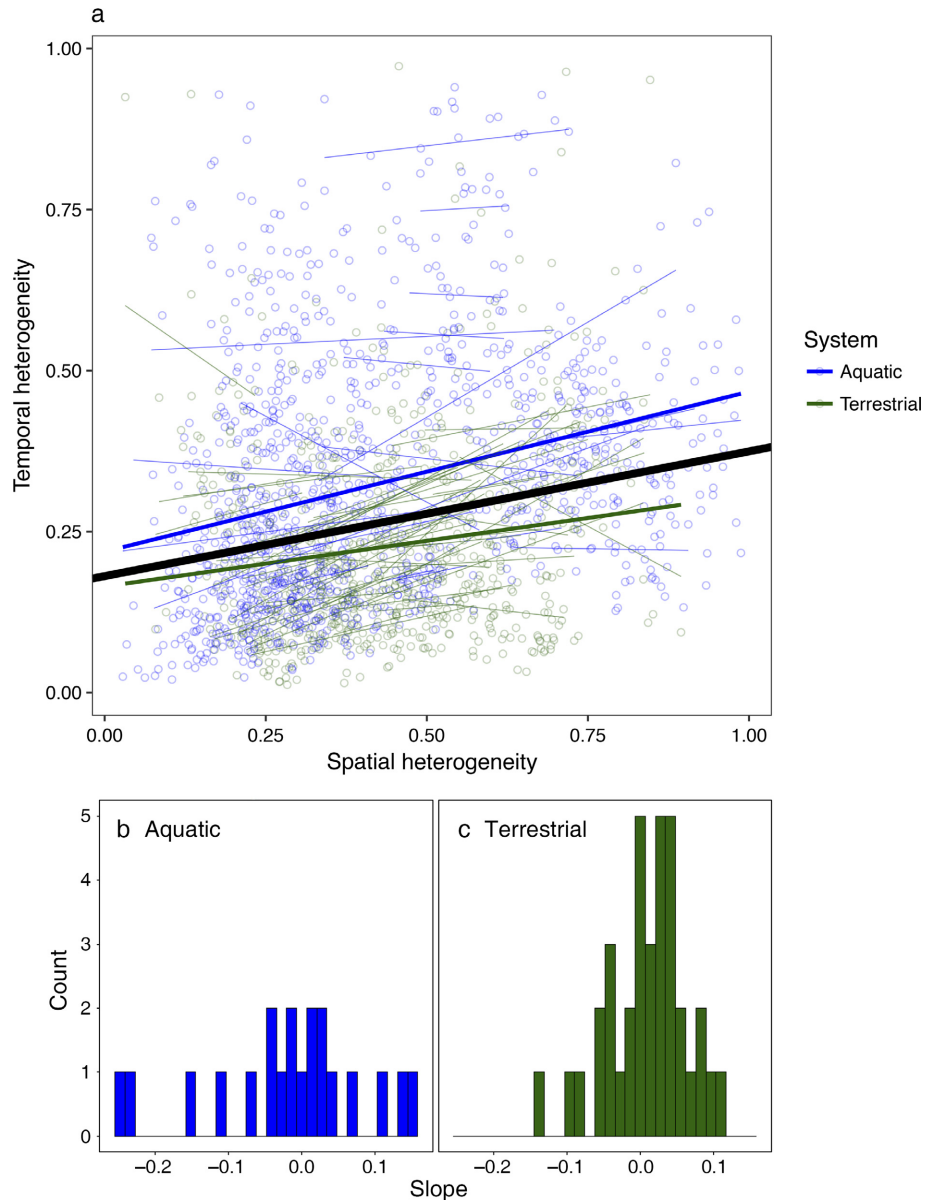 a
1.00
0.75
0.50
0.25
0.00
Temporal heterogeneity
0.00 0.25 0.50 0.75 1.00
Spatial heterogeneity
System
Aquatic
Terrestrial
b Aquatic
c Terrestrial
5
4
3
2
1
0
Count
−0.2 −0.1 0.0 0.1
−0.2 −0.1 0.0 0.1
Slope